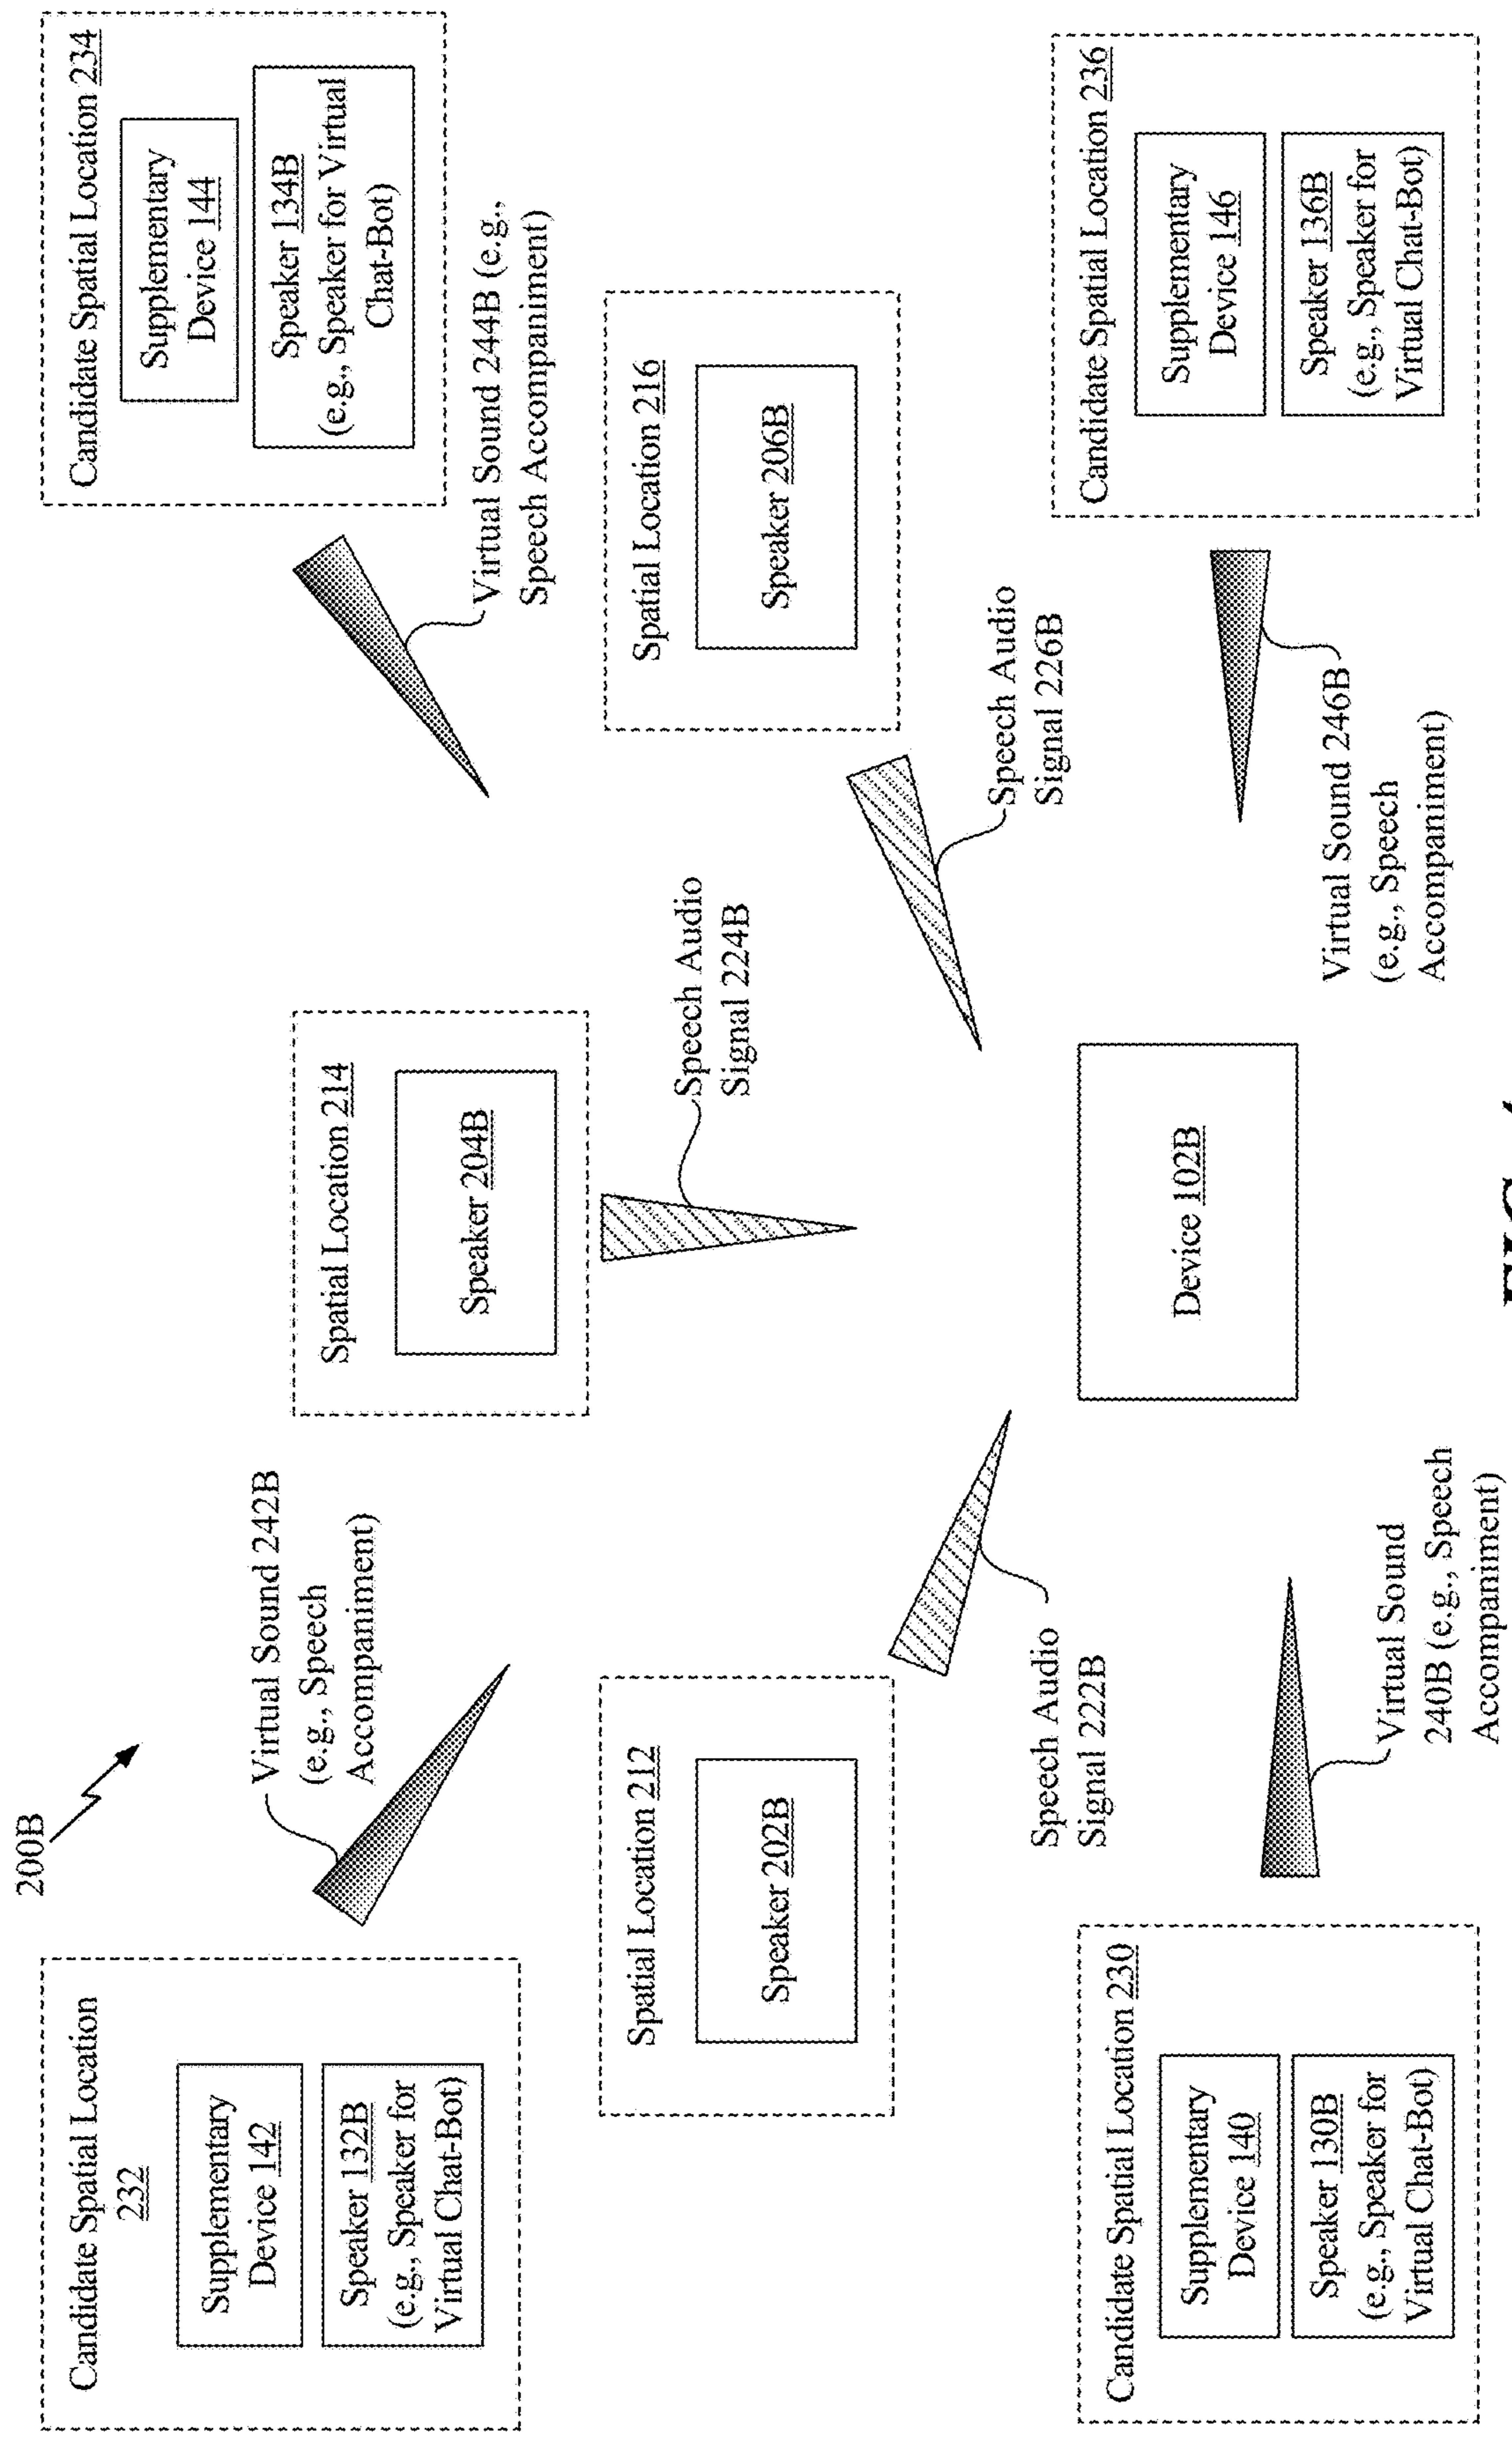 200B
Candidate Spatial Location
232
Supplementary
Device 142
Speaker 132B
(e.g., Speaker for
Virtual Chat-Bot)
Virtual Sound 242B
(e.g., Speech
Accompaniment)
Spatial Location 214
Speaker 204B
Candidate Spatial Location 234
Supplementary
Device 144
Speaker 134B
(e.g., Speaker for Virtual
Chat-Bot)
Virtual Sound 244B (e.g.,
Speech Accompaniment)
Spatial Location 212
Speaker 202B
Speech Audio
Signal 224B
Spatial Location 216
Speaker 206B
Speech Audio
Signal 222B
Speech Audio
Signal 226B
Candidate Spatial Location 230
Supplementary
Device 140
Speaker 130B
(e.g., Speaker for
Virtual Chat-Bot)
Virtual Sound
240B (e.g., Speech
Accompaniment)
Device 102B
Virtual Sound 246B
(e.g., Speech
Accompaniment)
Candidate Spatial Location 236
Supplementary
Device 146
Speaker 136B
(e.g., Speaker for
Virtual Chat-Bot)